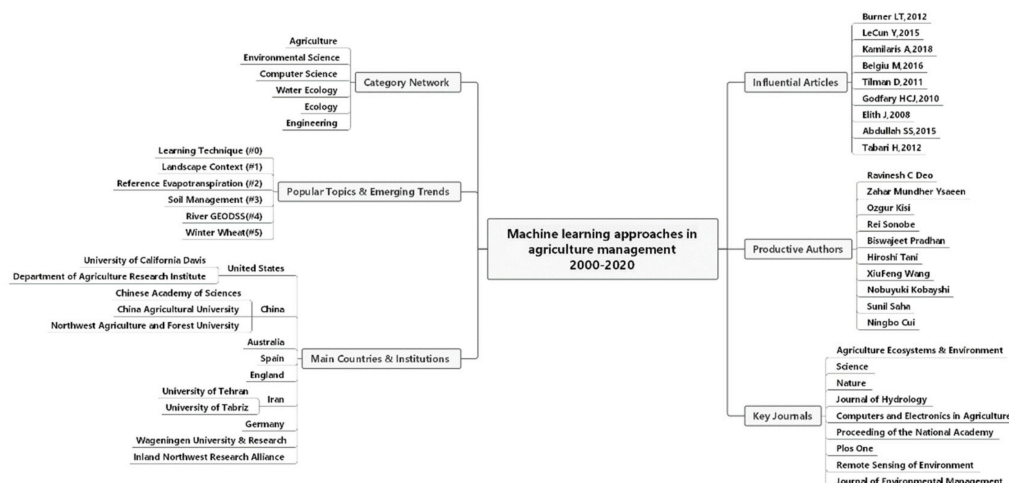 Machine learning approaches in
agriculture management
2000-2020
Category Network
Agriculture
Environmental Science
Computer Science
Water Ecology
Ecology
Engineering
Popular Topics & Emerging Trends
Learning Technique (#0)
Landscape Context (#1)
Reference Evapotranspiration (#2)
Soil Management (#3)
River GEODSS(#4)
Winter Wheat(#5)
Main Countries & Institutions
United States
University of California Davis
Department of Agriculture Research Institute
China
Chinese Academy of Sciences
China Agricultural University
Northwest Agriculture and Forest University
Australia
Spain
England
Iran
University of Tehran
University of Tabriz
Germany
Wageningen University & Research
Inland Northwest Research Alliance
Influential Articles
Burner LT,2012
LeCun Y,2015
Kamilaris A,2018
Belgiu M,2016
Tilman D,2011
Godfary HCJ,2010
Elith J,2008
Abdullah SS,2015
Tabari H,2012
Productive Authors
Ravinesh C Deo
Zahar Mundher Ysaeen
Ozgur Kisi
Rei Sonobe
Biswajeet Pradhan
Hiroshi Tani
XiuFeng Wang
Nobuyuki Kobayshi
Sunil Saha
Ningbo Cui
Key Journals
Agriculture Ecosystems & Environment
Science
Nature
Journal of Hydrology
Computers and Electronics in Agriculture
Proceeding of the National Academy
Plos One
Remote Sensing of Environment
Journal of Environmental Management